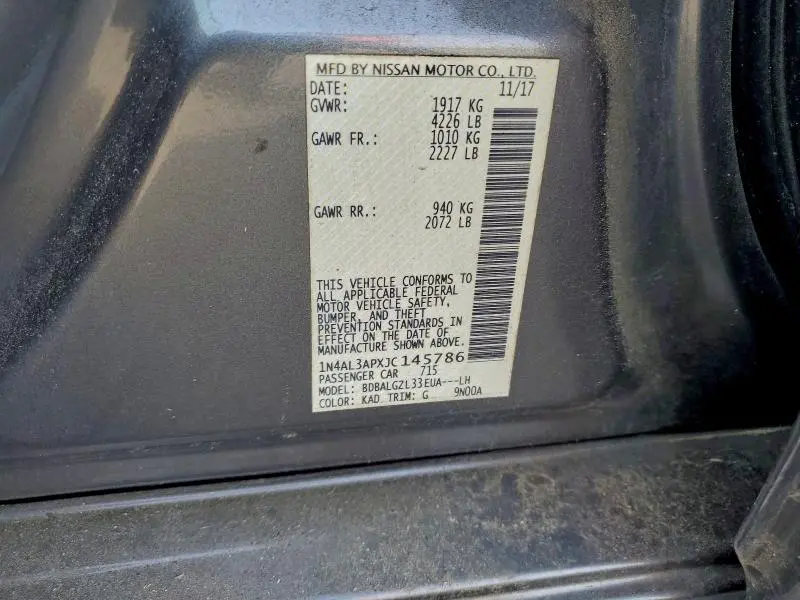 MFD BY NISSAN MOTOR CO., LTD.
DATE: 11/17
GVWR: 1917 KG
4226 LB
GAWR FR.: 1010 KG
2227 LB
GAWR RR.: 940 KG
2072 LB
THIS VEHICLE CONFORMS TO
ALL APPLICABLE FEDERAL
MOTOR VEHICLE SAFETY,
BUMPER, AND THEFT
PREVENTION STANDARDS IN
EFFECT ON THE DATE OF
MANUFACTURE SHOWN ABOVE.
1N4AL3APXJC145786
PASSENGER CAR 715
MODEL: BDBALGZL33EUA---LH
COLOR: KAD TRIM: G 9N00A